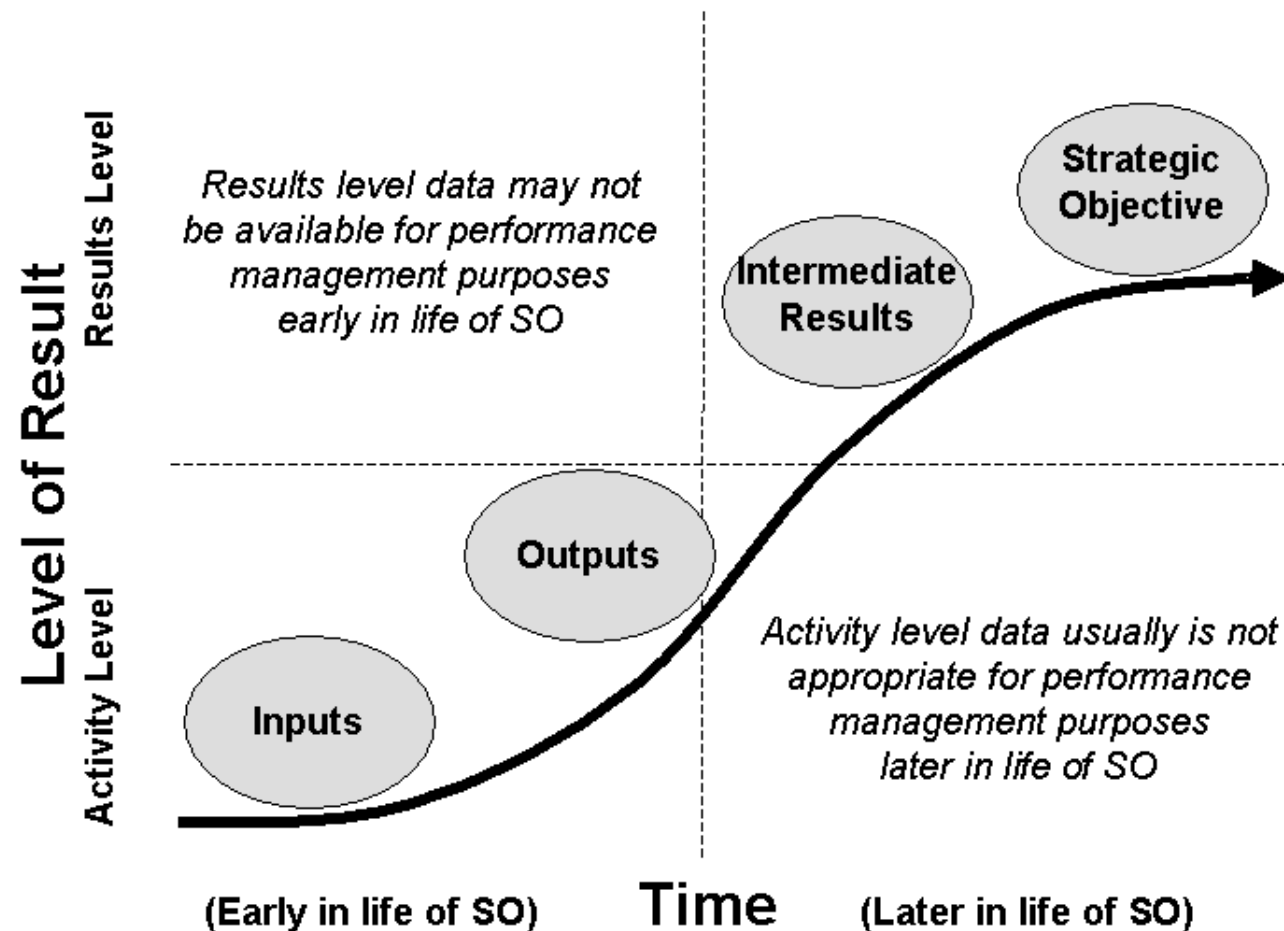 Level of Result
Results Level
Activity Level
Results level data may not
be available for performance
management purposes
early in life of SO
Strategic
Objective
Intermediate
Results
Outputs
Inputs
Activity level data usually is not
appropriate for performance
management purposes
later in life of SO
(Early in life of SO)
Time
(Later in life of SO)